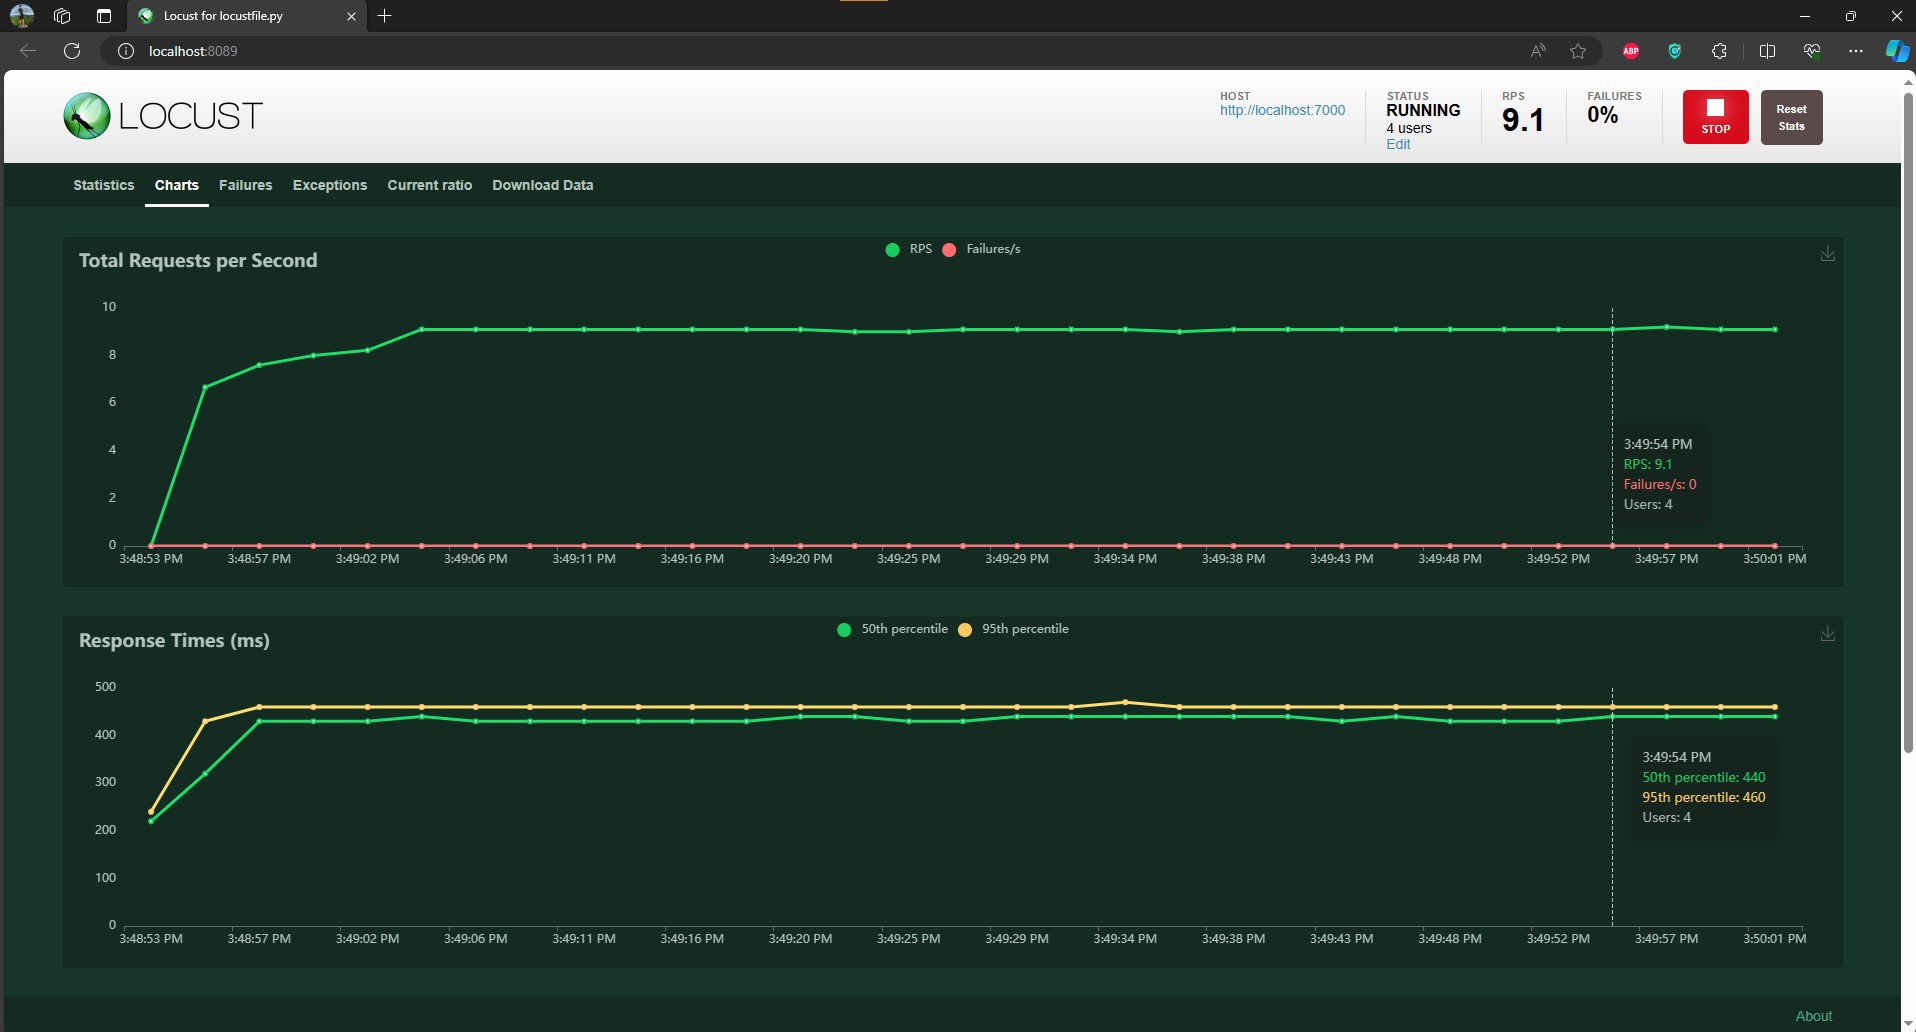 Locust for locustfile.py
localhost:8089
ABP
LOCUST
HOST
http://localhost:7000
STATUS
RUNNING
4 users
Edit
RPS
9.1
FAILURES
0%
STOP
Reset
Stats
Statistics Charts Failures Exceptions Current ratio Download Data
Total Requests per Second
RPS Failures/s
10
8
6
4
2
0
3:49:54 PM
RPS: 9.1
Failures/s: 0
Users: 4
3:48:53 PM 3:48:57 PM 3:49:02 PM 3:49:06 PM 3:49:11 PM 3:49:16 PM 3:49:20 PM 3:49:25 PM 3:49:29 PM 3:49:34 PM 3:49:38 PM 3:49:43 PM 3:49:48 PM 3:49:52 PM 3:49:57 PM 3:50:01 PM
Response Times (ms)
50th percentile 95th percentile
500
400
300
200
100
0
3:49:54 PM
50th percentile: 440
95th percentile: 460
Users: 4
3:48:53 PM 3:48:57 PM 3:49:02 PM 3:49:06 PM 3:49:11 PM 3:49:16 PM 3:49:20 PM 3:49:25 PM 3:49:29 PM 3:49:34 PM 3:49:38 PM 3:49:43 PM 3:49:48 PM 3:49:52 PM 3:49:57 PM 3:50:01 PM
About